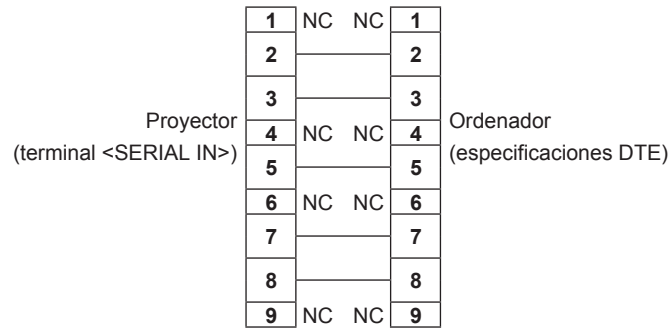 1 NC NC 1
2 2
3 3
Proyector
(terminal <SERIAL IN>)
4 NC NC 4
Ordenador
(especificaciones DTE)
5 5
6 NC NC 6
7 7
8 8
9 NC NC 9